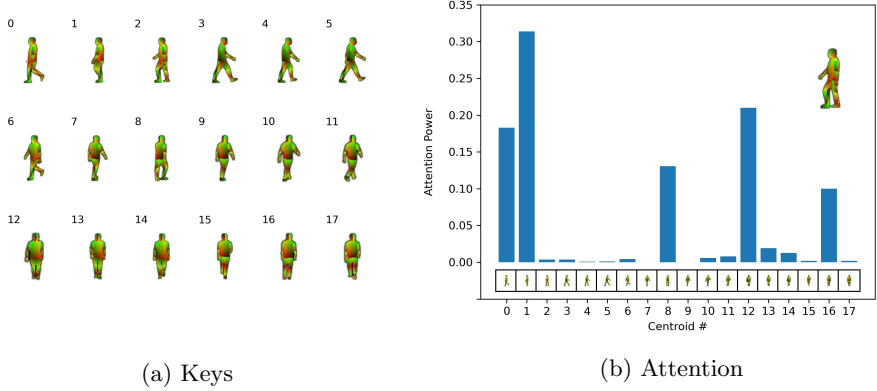 0 1 2 3 4 5
6 7 8 9 10 11
12 13 14 15 16 17
(a) Keys
0.35
0.30
0.25
0.20
0.15
0.10
0.05
0.00
Attention Power
0 1 2 3 4 5 6 7 8 9 10 11 12 13 14 15 16 17
Centroid #
(b) Attention